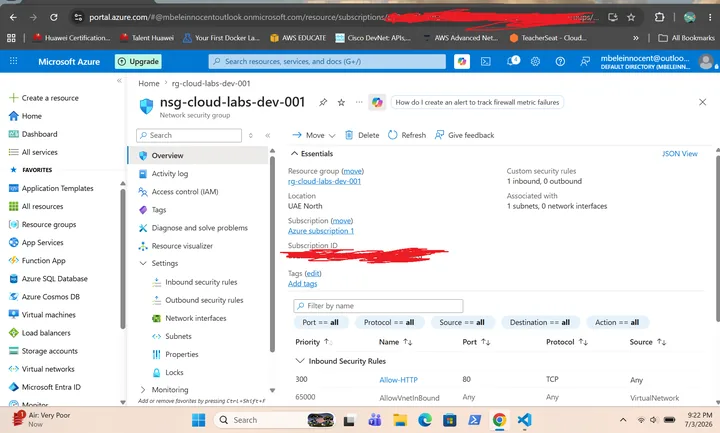 portal.azure.com/#@mbeleinnocentoutlook.onmicrosoft.com/resource/subscriptions/
Huawei Certification... Talent Huawei Your First Docker La... AWS EDUCATE Cisco DevNet: APIs,... AWS Advanced Net... TeacherSeat - Cloud... All Bookmarks
Microsoft Azure Upgrade Search resources, services, and docs (G+/) 4 mbeleinnocent@outloo...
DEFAULT DIRECTORY (MBELEINN...
Create a resource
Home
Dashboard
All services
FAVORITES
Application Templates
All resources
Resource groups
App Services
Function App
Azure SQL Database
Azure Cosmos DB
Virtual machines
Load balancers
Storage accounts
Virtual networks
Microsoft Entra ID
Monitor
Home > rg-cloud-labs-dev-001
nsg-cloud-labs-dev-001
Network security group
How do I create an alert to track firewall metric failures
Search
Overview
Activity log
Access control (IAM)
Tags
Diagnose and solve problems
Resource visualizer
Settings
Inbound security rules
Outbound security rules
Network interfaces
Subnets
Properties
Locks
Monitoring
Add or remove favorites by pressing Ctrl+Shift+F
Move Delete Refresh Give feedback
Essentials JSON View
Resource group (move)
rg-cloud-labs-dev-001
Location
UAE North
Subscription (move)
Azure subscription 1
Subscription ID
Tags (edit)
Add tags
Custom security rules
1 inbound, 0 outbound
Associated with
1 subnets, 0 network interfaces
Filter by name
Port == all Protocol == all Source == all Destination == all Action == all
Priority Name Port Protocol Source
Inbound Security Rules
300 Allow-HTTP 80 TCP Any
65000 AllowVnetInBound Any Any VirtualNetwork
Air: Very Poor
Now
Search
9:22 PM
7/3/2026